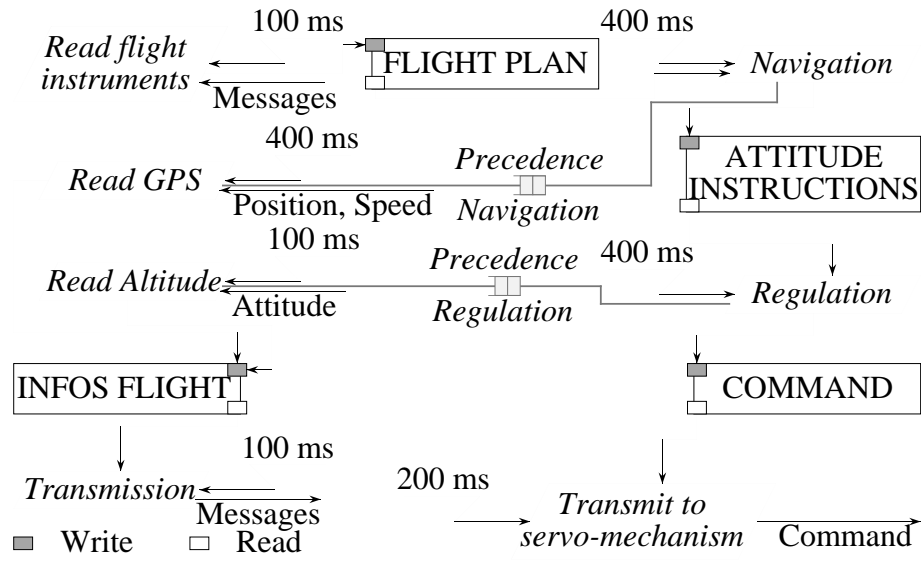 100 ms
400 ms
Read flight
instruments
FLIGHT PLAN
Navigation
Messages
400 ms
Precedence
ATTITUDE
INSTRUCTIONS
Read GPS
Position, Speed
Navigation
100 ms
Precedence
400 ms
Read Altitude
Attitude
Regulation
Regulation
INFOS FLIGHT
COMMAND
100 ms
200 ms
Transmission
Messages
Transmit to
servo-mechanism
Command
Write
Read